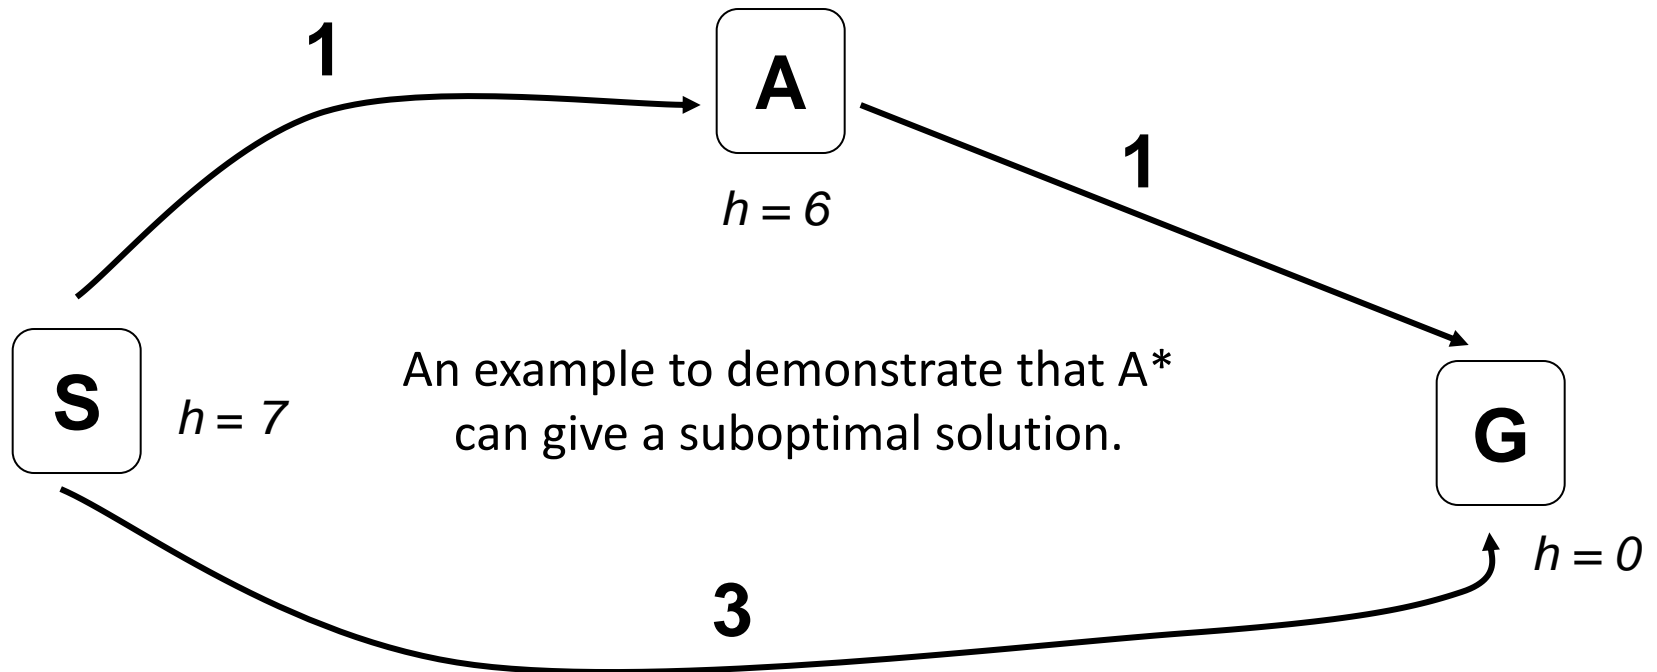 1
A
1
h = 6
S
h = 7
An example to demonstrate that A*
can give a suboptimal solution.
G
h = 0
3